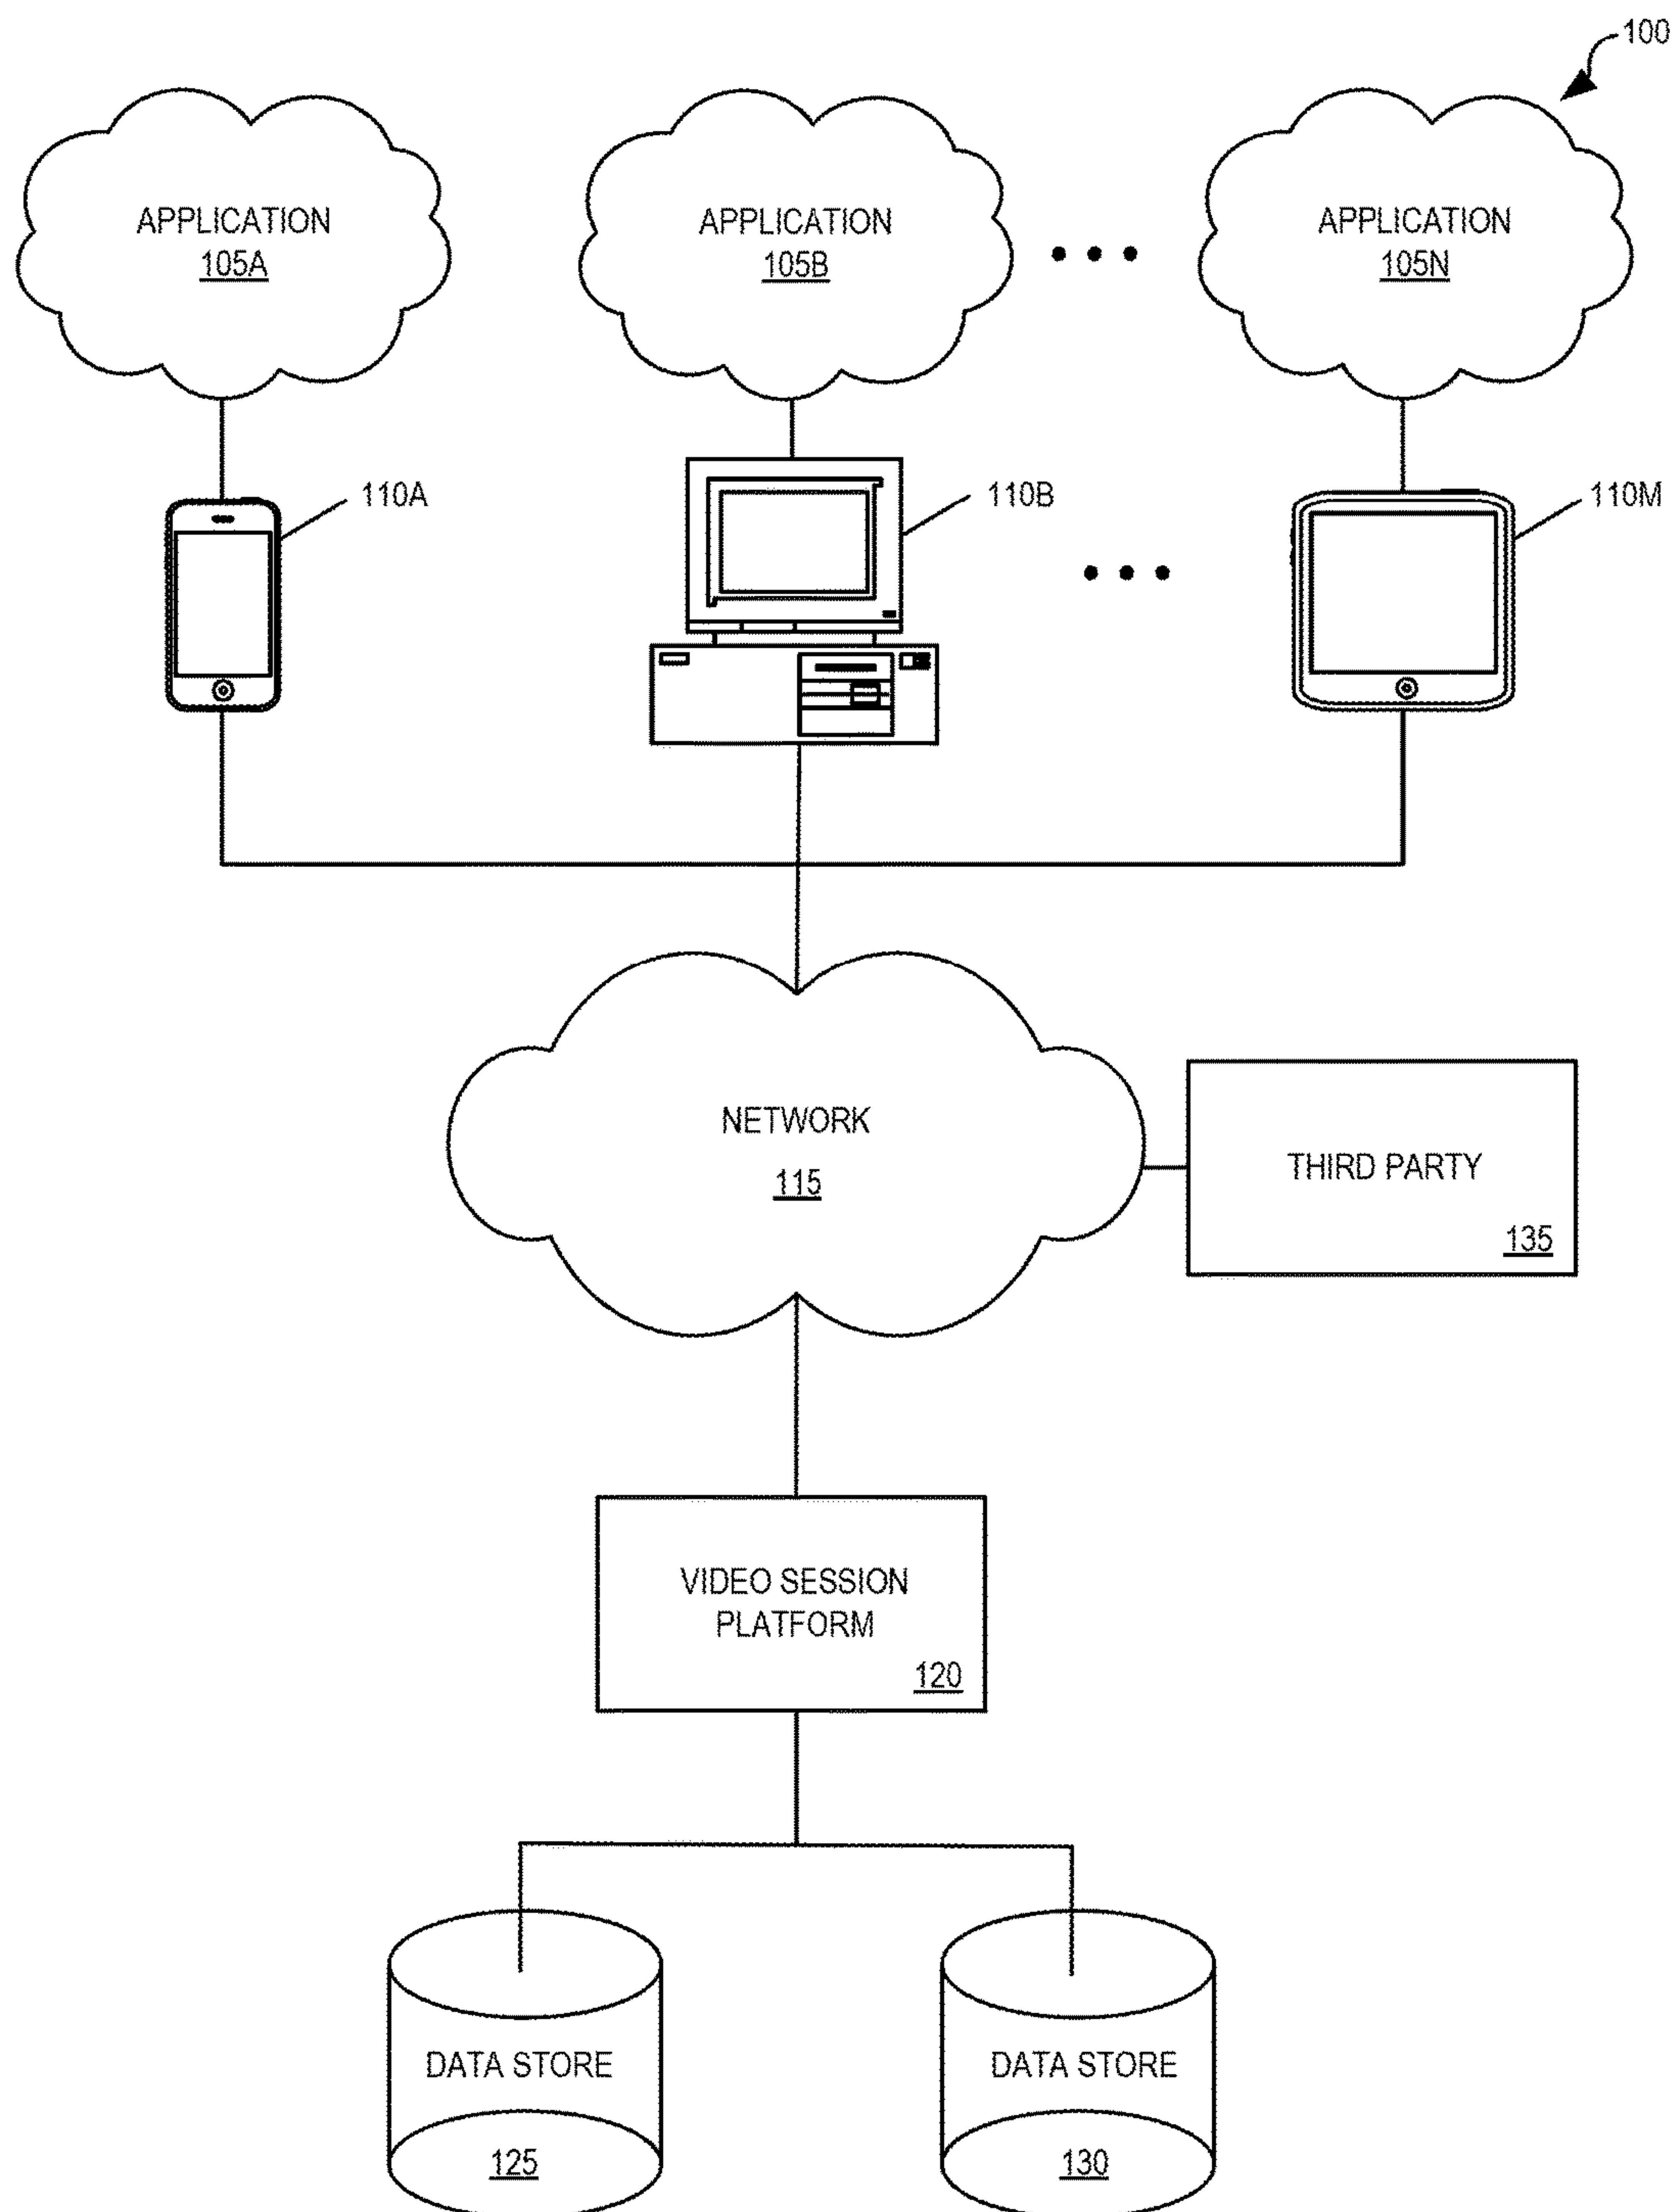 100
APPLICATION
105A
APPLICATION
105B
APPLICATION
105N
110A
110B
110M
NETWORK
115
THIRD PARTY
135
VIDEO SESSION
PLATFORM
120
DATA STORE
125
DATA STORE
130